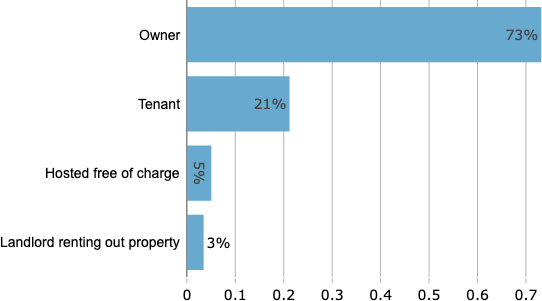 Owner 73%
Tenant 21%
Hosted free of charge 5%
Landlord renting out property 3%
0 0.1 0.2 0.3 0.4 0.5 0.6 0.7